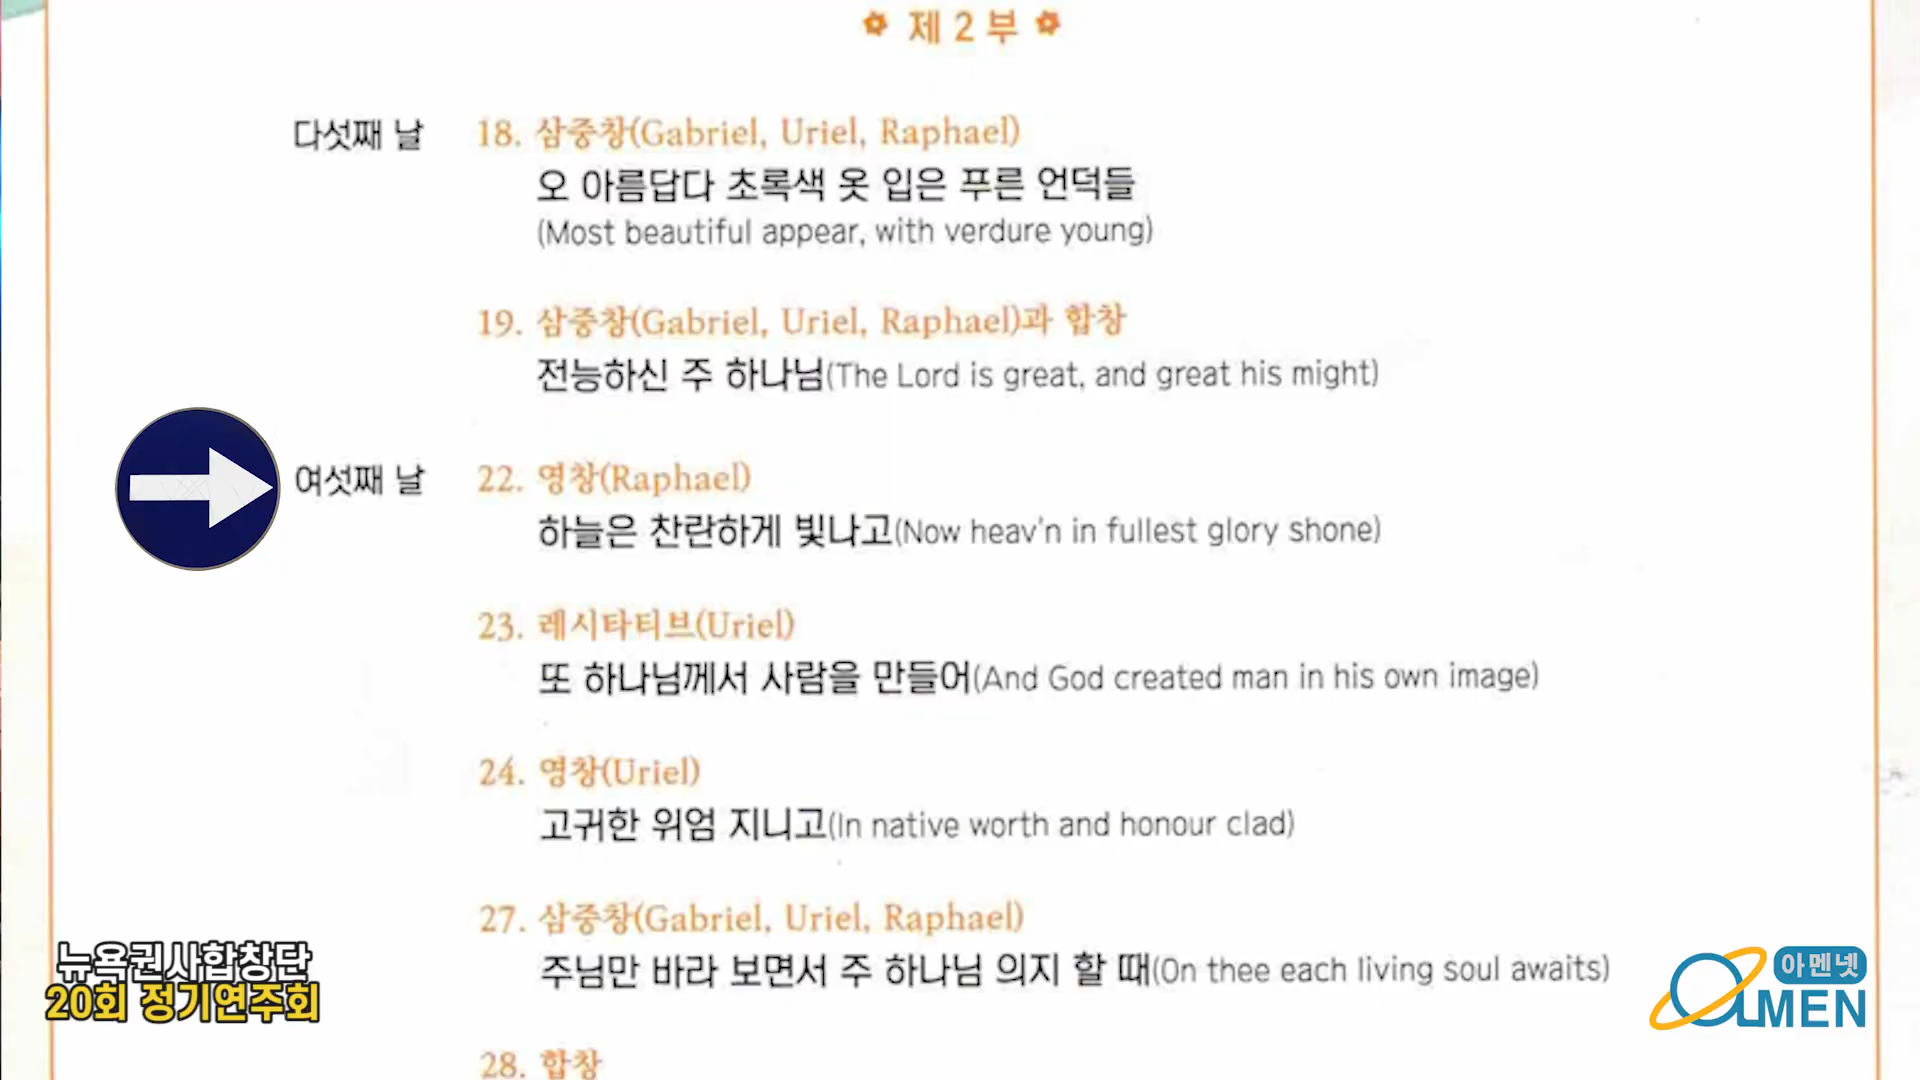 제 2 부
다섯째 날 18. 삼중창(Gabriel, Uriel, Raphael)
오 아름답다 초록색 옷 입은 푸른 언덕들
(Most beautiful appear, with verdure young)
19. 삼중창(Gabriel, Uriel, Raphael)과 합창
전능하신 주 하나님(The Lord is great, and great his might)
여섯째 날 22. 영창(Raphael)
하늘은 찬란하게 빛나고(Now heav'n in fullest glory shone)
23. 레시타티브(Uriel)
또 하나님께서 사람을 만들어(And God created man in his own image)
24. 영창(Uriel)
고귀한 위엄 지니고(In native worth and honour clad)
27. 삼중창(Gabriel, Uriel, Raphael)
주님만 바라 보면서 주 하나님 의지 할 때(On thee each living soul awaits)
28. 합창
뉴욕권사합창단
20회 정기연주회
아멘넷
AMEN